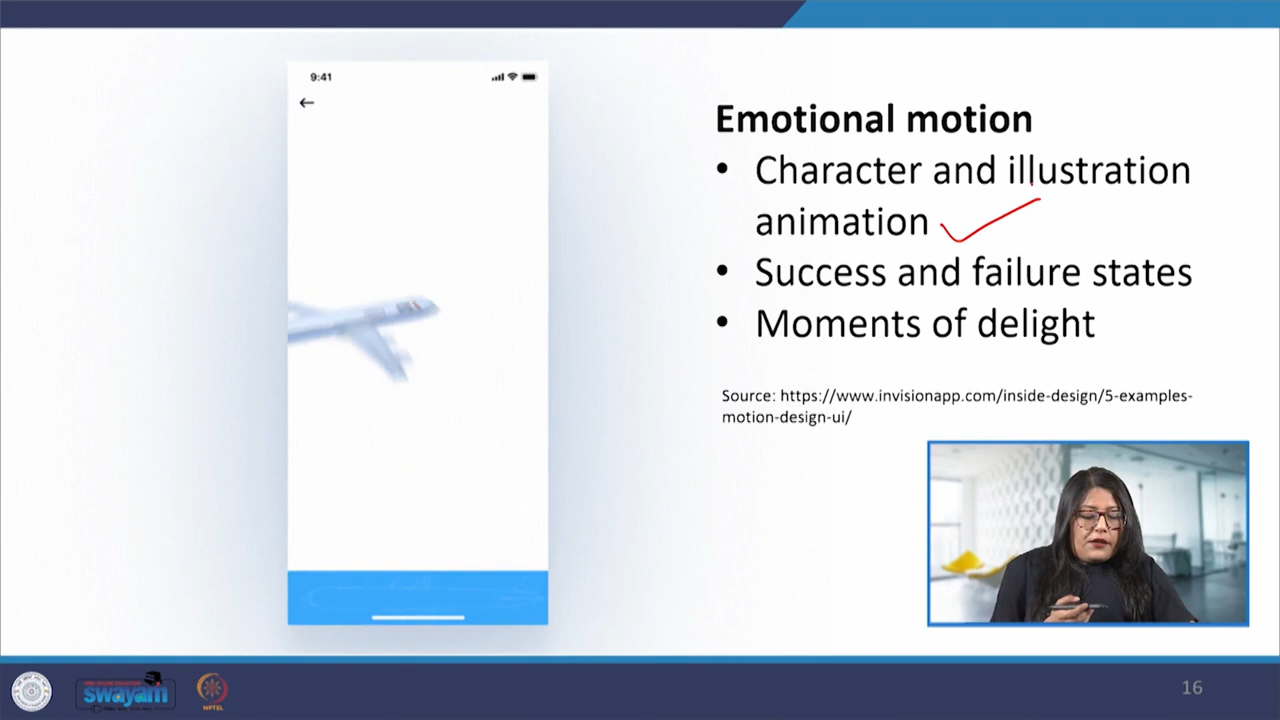 9:41
Emotional motion
• Character and illustration
animation
• Success and failure states
• Moments of delight
Source: https://www.invisionapp.com/inside-design/5-examples-
motion-design-ui/
swayam
NPTEL
16